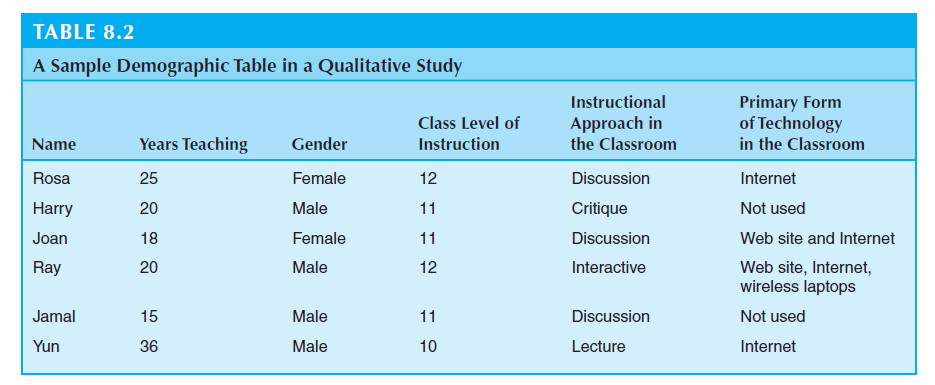 TABLE 8.2
A Sample Demographic Table in a Qualitative Study
Name Years Teaching Gender Class Level of Instruction Instructional Approach in the Classroom Primary Form of Technology in the Classroom
Rosa 25 Female 12 Discussion Internet
Harry 20 Male 11 Critique Not used
Joan 18 Female 11 Discussion Web site and Internet
Ray 20 Male 12 Interactive Web site, Internet,
wireless laptops
Jamal 15 Male 11 Discussion Not used
Yun 36 Male 10 Lecture Internet